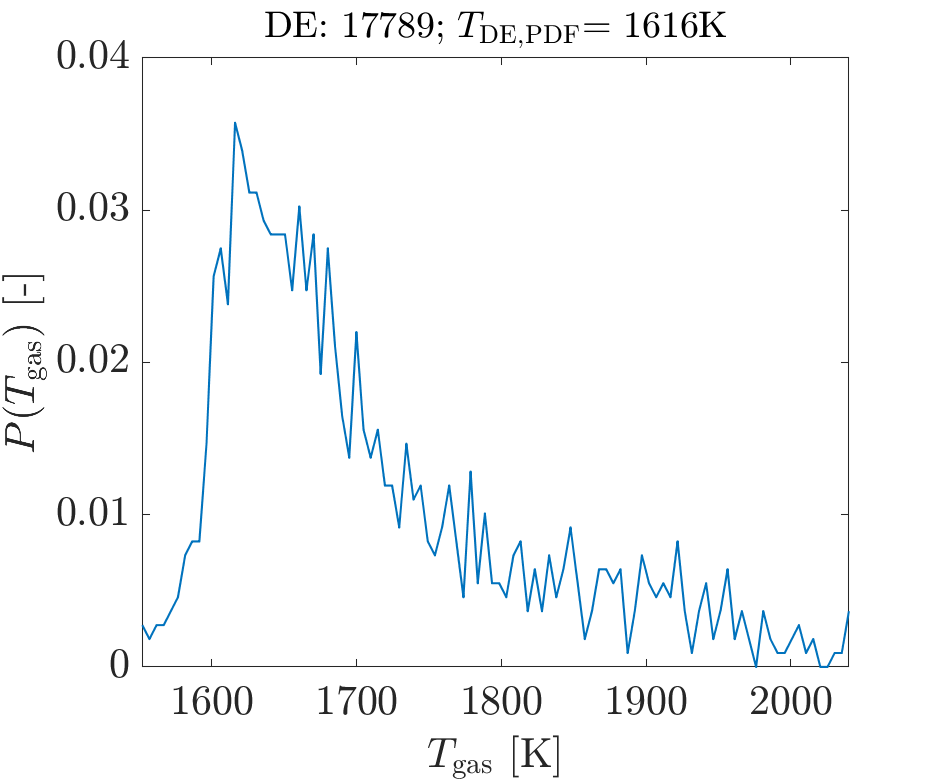 DE: 17789; T_DE,PDF= 1616K
0.04
0.03
0.02
0.01
0
P(T_gas) [-]
1600 1700 1800 1900 2000
T_gas [K]